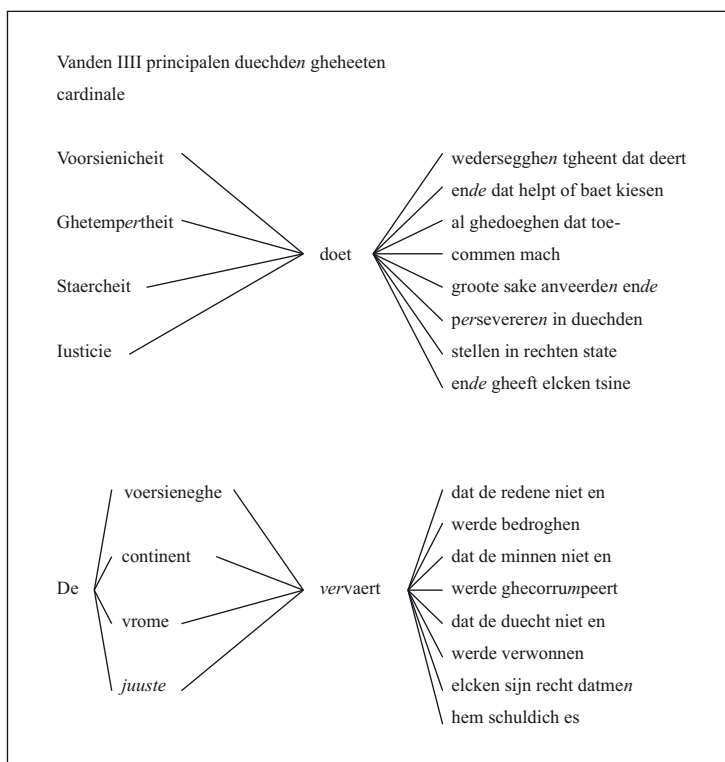 Vanden IIII principalen duechden gheheeten
cardinale
Voorsienicheit
Ghetempertheit
Staercheit
Iusticie
doet
wedersegghen tgheent dat deert
ende dat helpt of baet kiesen
al ghedoeghen dat toe-
commen mach
groote sake anveerden ende
persevereren in duechden
stellen in rechten state
ende gheeft elcken tsine
De
voersieneghe
continent
vrome
juuste
vervaert
dat de redene niet en
werde bedroghen
dat de minnen niet en
werde ghecorrumpeert
dat de duecht niet en
werde verwonnen
elcken sijn recht datmen
hem schuldich es